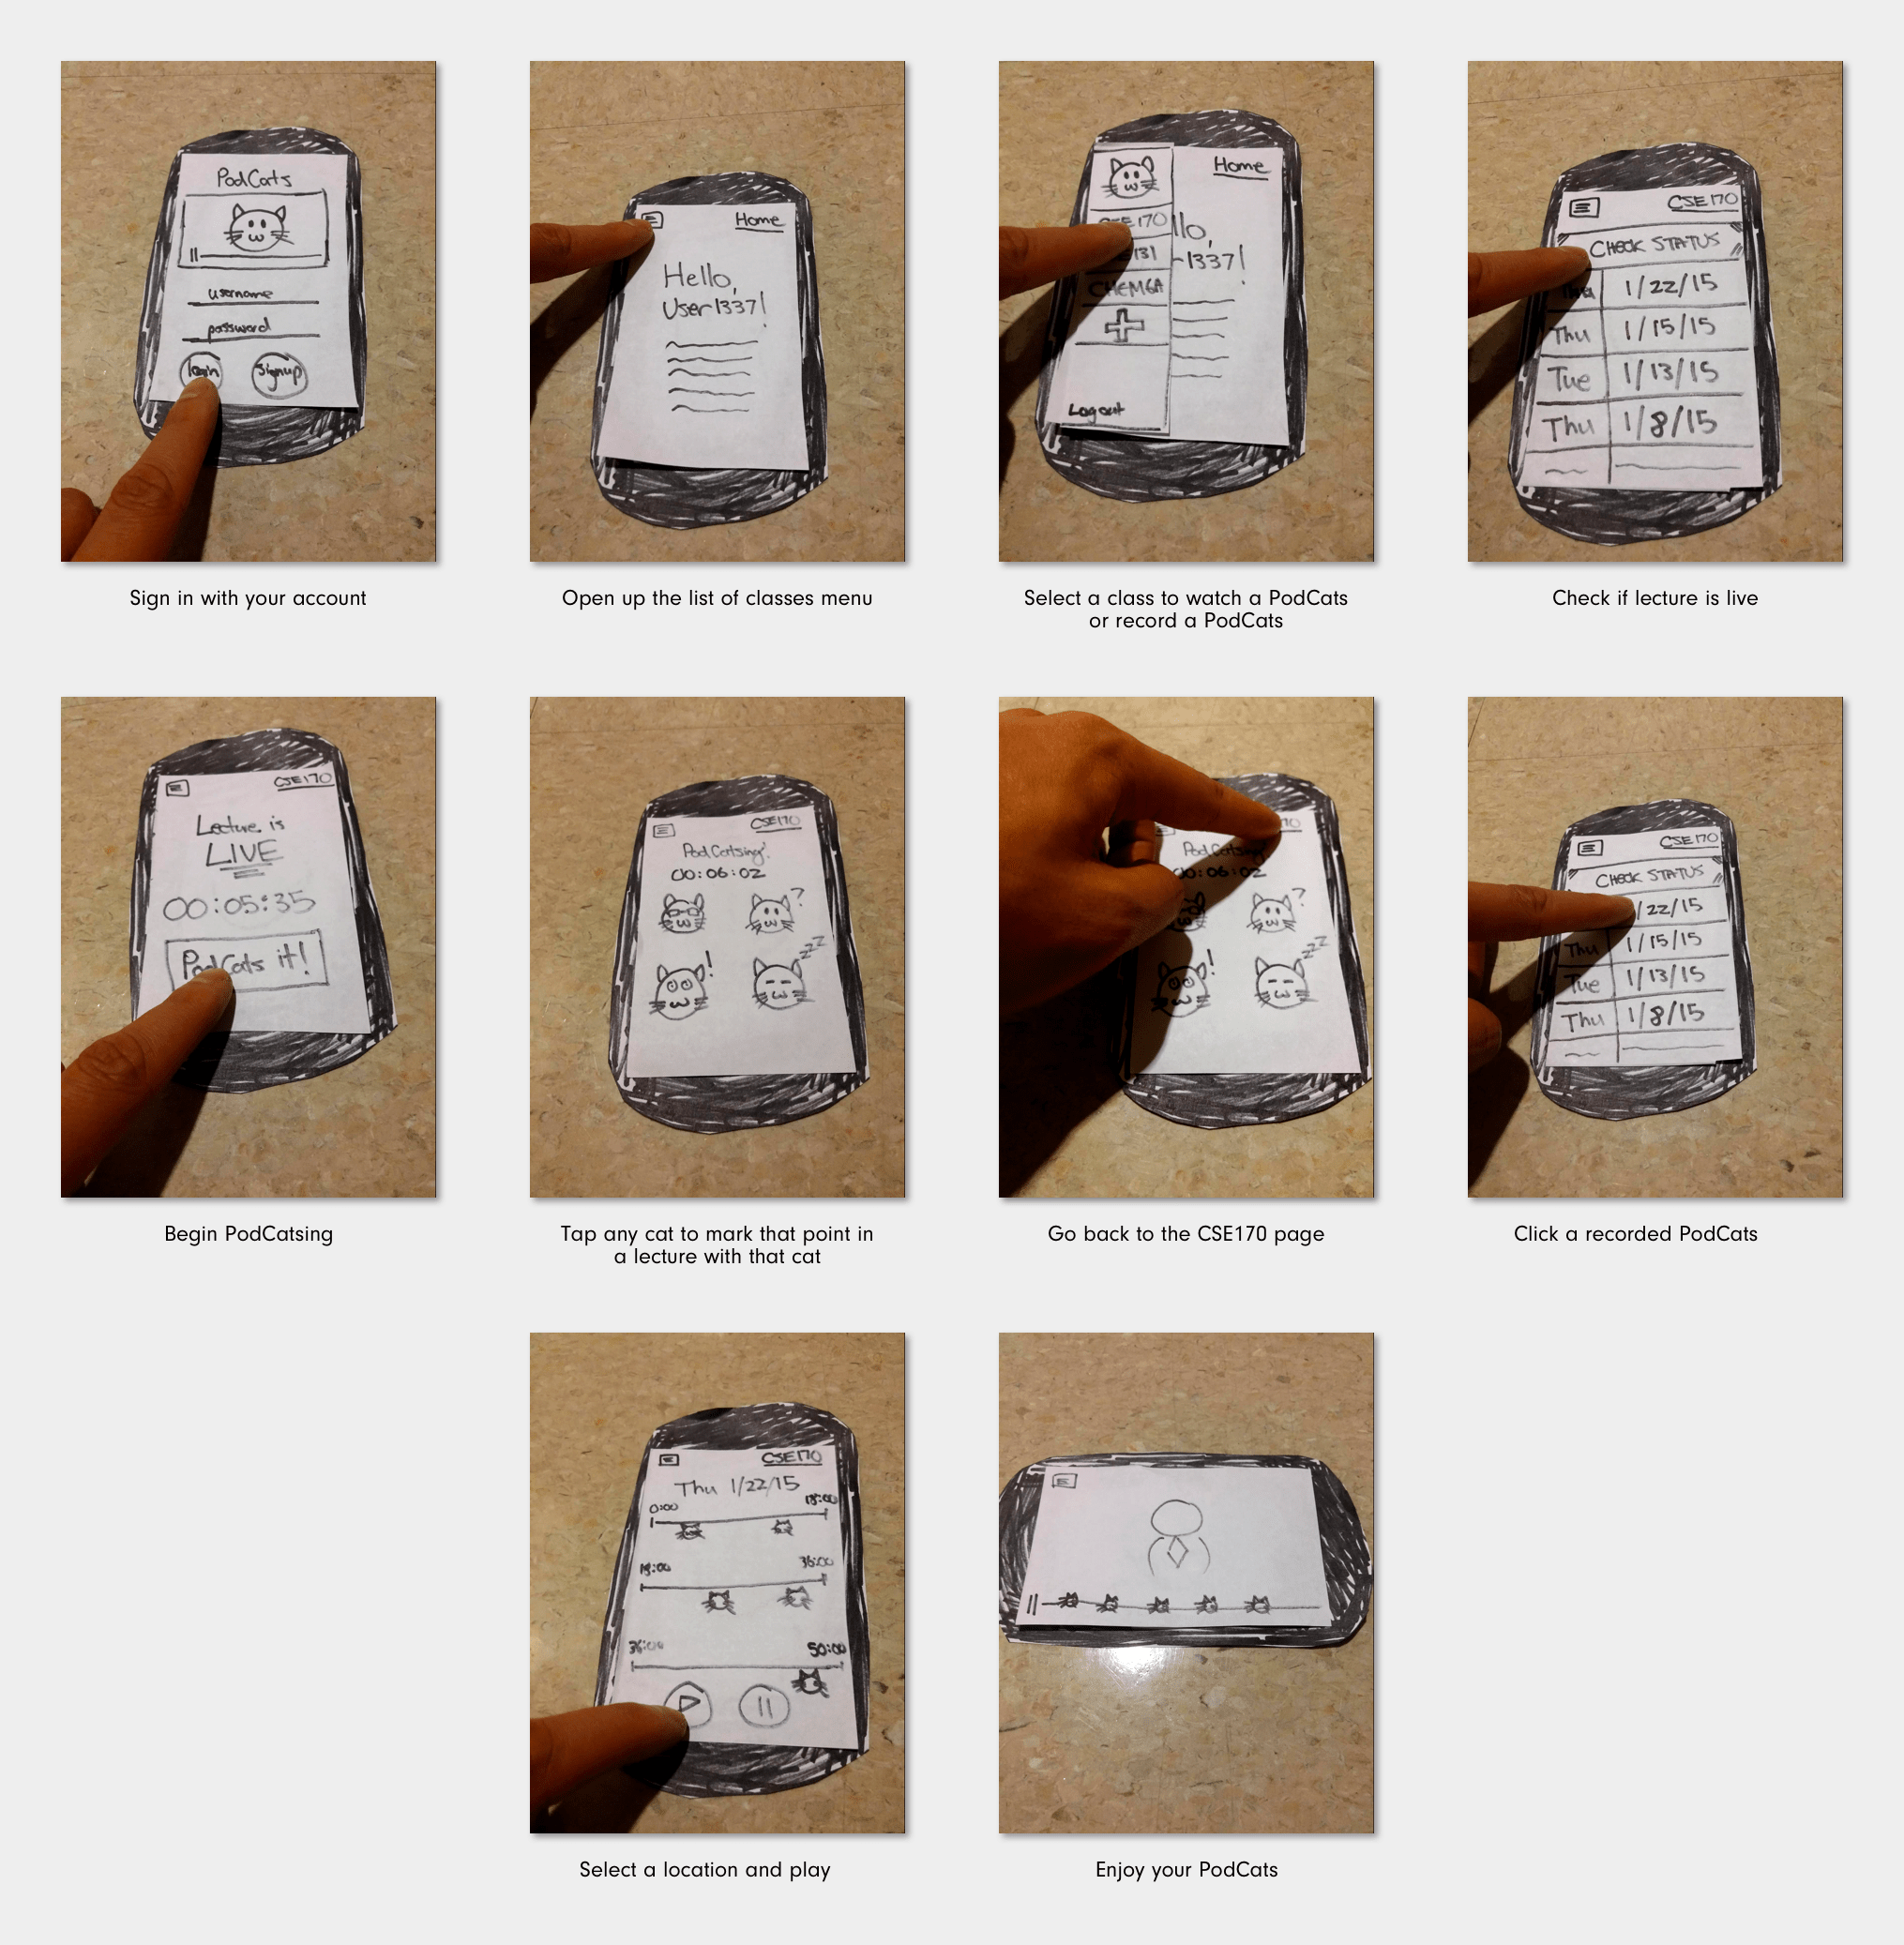 PodCats
username
password
login
signup
Sign in with your account
Home
Hello,
User1337!
Open up the list of classes menu
Home
CSE170
131
CHEM6A
llo,
-1337!
Logout
Select a class to watch a PodCats
or record a PodCats
CSE170
CHECK STATUS
1/22/15
Thu 1/15/15
Tue 1/13/15
Thu 1/8/15
Check if lecture is live
CSE170
Lecture is
LIVE
00:05:35
PodCats it!
Begin PodCatsing
CSE170
PodCatsing!
00:06:02
?
!
zzz
Tap any cat to mark that point in
a lecture with that cat
70
PodCatsing!
00:06:02
?
!
zzz
Go back to the CSE170 page
CSE170
CHECK STATUS
/22/15
Thu 1/15/15
Tue 1/13/15
Thu 1/8/15
Click a recorded PodCats
CSE170
Thu 1/22/15
0:00 18:00
18:00 36:00
36:00 50:00
Select a location and play
Enjoy your PodCats